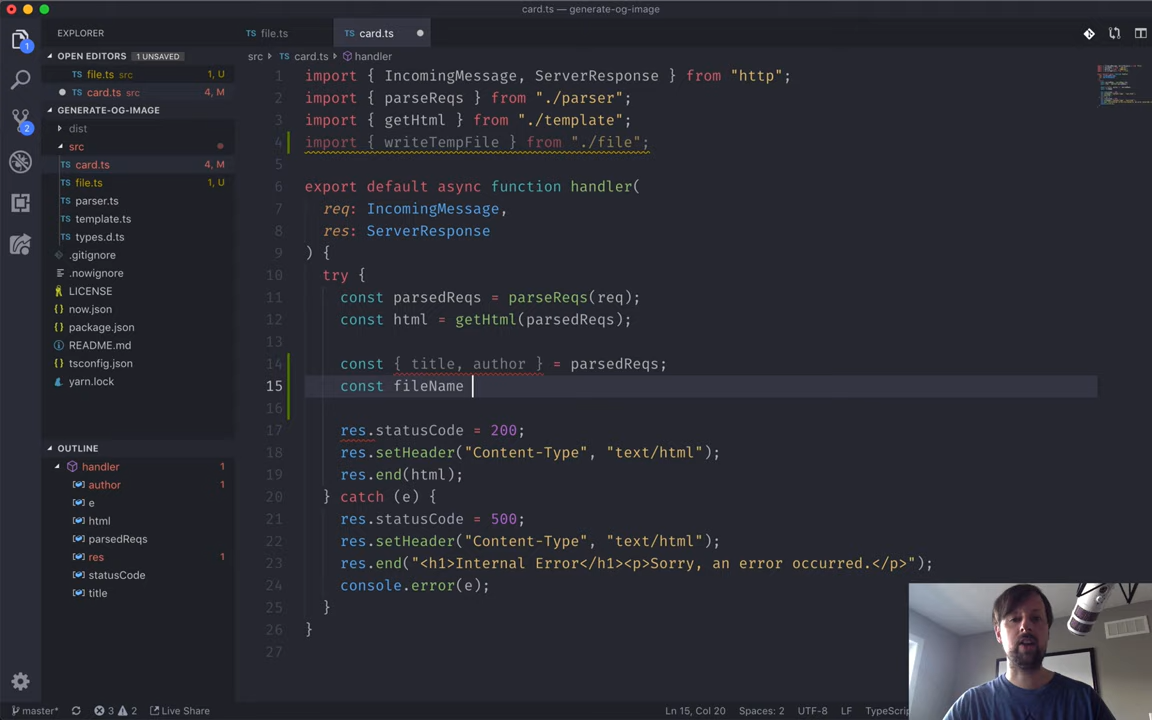 card.ts — generate-og-image
EXPLORER
file.ts
card.ts
OPEN EDITORS 1 UNSAVED
file.ts src 1, U
card.ts src 4, M
GENERATE-OG-IMAGE
dist
src
card.ts 4, M
file.ts 1, U
parser.ts
template.ts
types.d.ts
.gitignore
.nowignore
LICENSE
now.json
package.json
README.md
tsconfig.json
yarn.lock
OUTLINE
handler 1
author 1
e
html
parsedReqs
res 1
statusCode
title
src card.ts handler
1 import { IncomingMessage, ServerResponse } from "http";
2 import { parseReqs } from "./parser";
3 import { getHtml } from "./template";
4 import { writeTempFile } from "./file";
5
6 export default async function handler(
7 req: IncomingMessage,
8 res: ServerResponse
9 ) {
10 try {
11 const parsedReqs = parseReqs(req);
12 const html = getHtml(parsedReqs);
13
14 const { title, author } = parsedReqs;
15 const fileName
16
17 res.statusCode = 200;
18 res.setHeader("Content-Type", "text/html");
19 res.end(html);
20 } catch (e) {
21 res.statusCode = 500;
22 res.setHeader("Content-Type", "text/html");
23 res.end("<h1>Internal Error</h1><p>Sorry, an error occurred.</p>");
24 console.error(e);
25 }
26 }
27
master* 3 2 Live Share Ln 15, Col 20 Spaces: 2 UTF-8 LF TypeScrip